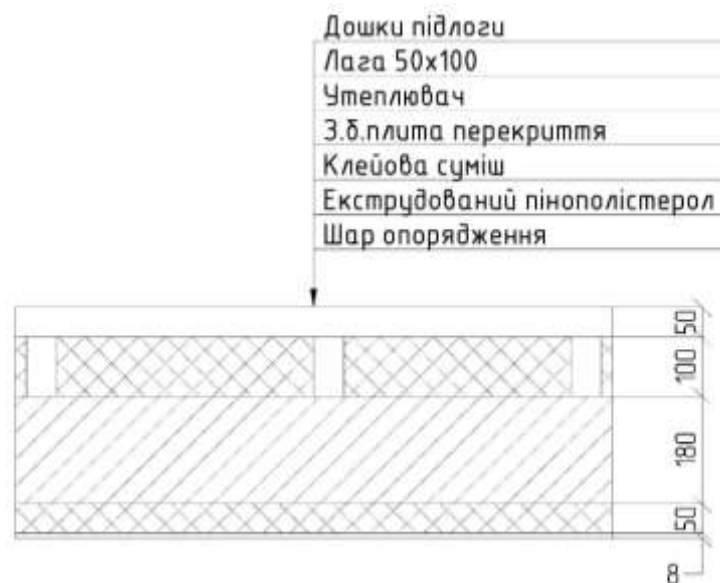 Дошки підлоги
Лага 50х100
Утеплювач
З.б.плита перекриття
Клейова суміш
Екструдований пінополістерол
Шар опорядження
50
100
180
50
8